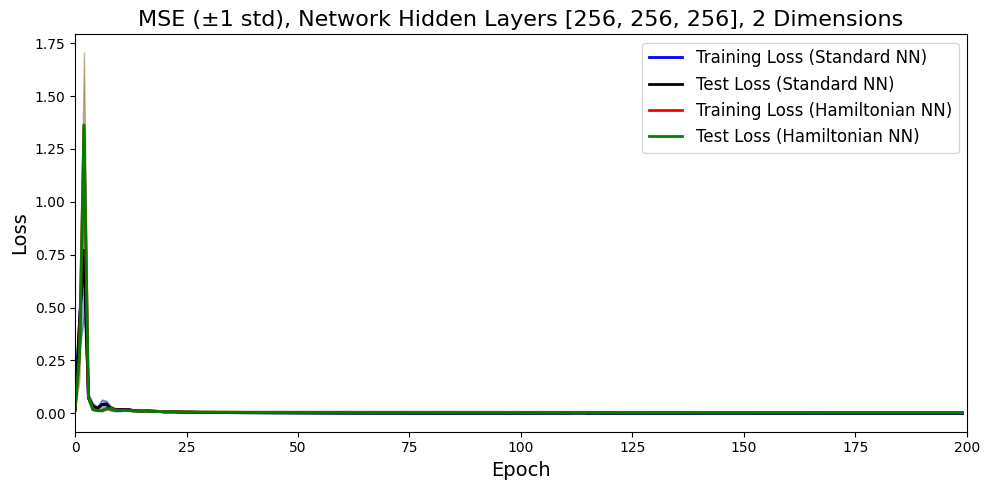 MSE (±1 std), Network Hidden Layers [256, 256, 256], 2 Dimensions
Training Loss (Standard NN)
Test Loss (Standard NN)
Training Loss (Hamiltonian NN)
Test Loss (Hamiltonian NN)
Loss
1.75
1.50
1.25
1.00
0.75
0.50
0.25
0.00
0 25 50 75 100 125 150 175 200
Epoch